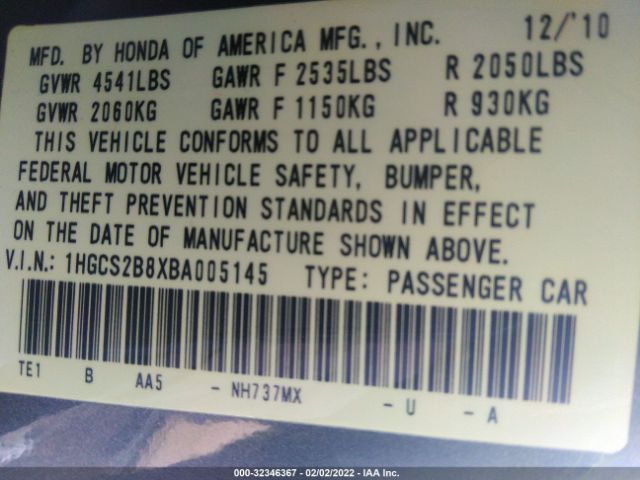 MFD. BY HONDA OF AMERICA MFG., INC. 12/'10
GVWR 4541LBS GAWR F 2535LBS R 2050LBS
GVWR 2060KG GAWR F 1150KG R 930KG
THIS VEHICLE CONFORMS TO ALL APPLICABLE
FEDERAL MOTOR VEHICLE SAFETY, BUMPER,
AND THEFT PREVENTION STANDARDS IN EFFECT
ON THE DATE OF MANUFACTURE SHOWN ABOVE.
V.I.N.: 1HGCS2B8XBA005145 TYPE: PASSENGER CAR
TE1 B AA5 - NH737MX - U - A
000-32346367 - 02/02/2022 - IAA Inc.